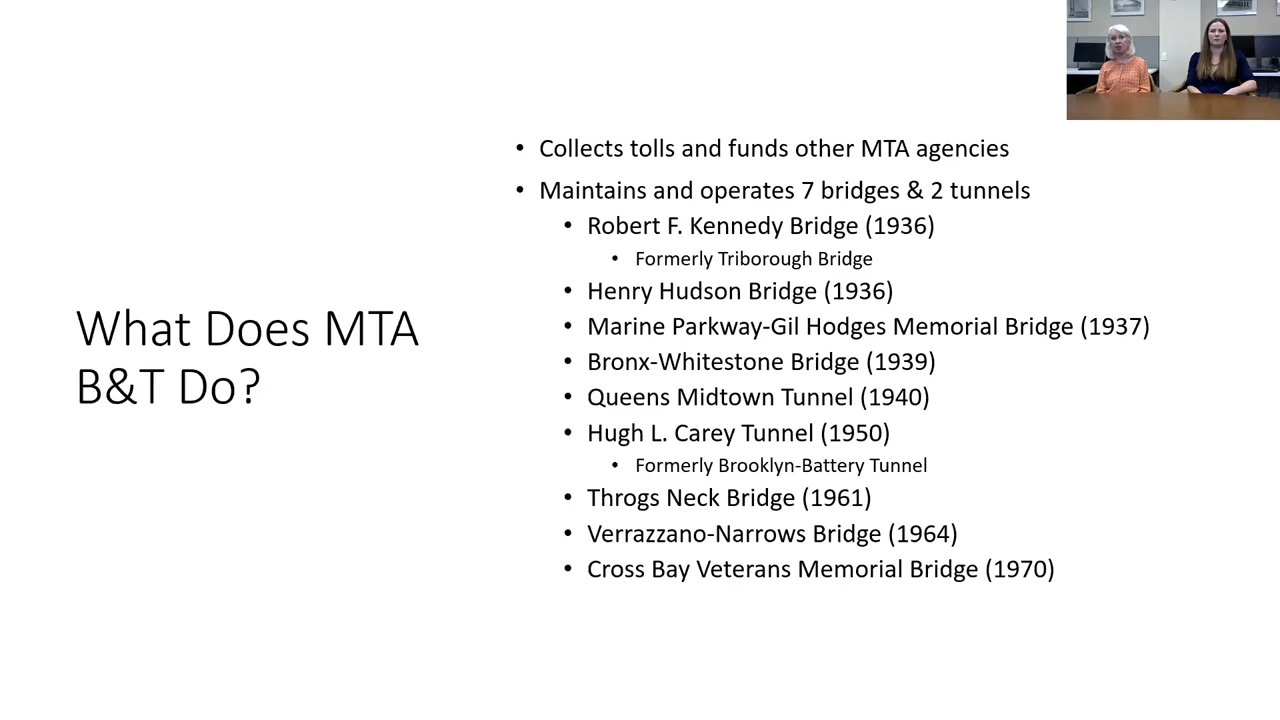 What Does MTA
B&T Do?
• Collects tolls and funds other MTA agencies
• Maintains and operates 7 bridges & 2 tunnels
• Robert F. Kennedy Bridge (1936)
• Formerly Triborough Bridge
• Henry Hudson Bridge (1936)
• Marine Parkway-Gil Hodges Memorial Bridge (1937)
• Bronx-Whitestone Bridge (1939)
• Queens Midtown Tunnel (1940)
• Hugh L. Carey Tunnel (1950)
• Formerly Brooklyn-Battery Tunnel
• Throgs Neck Bridge (1961)
• Verrazzano-Narrows Bridge (1964)
• Cross Bay Veterans Memorial Bridge (1970)